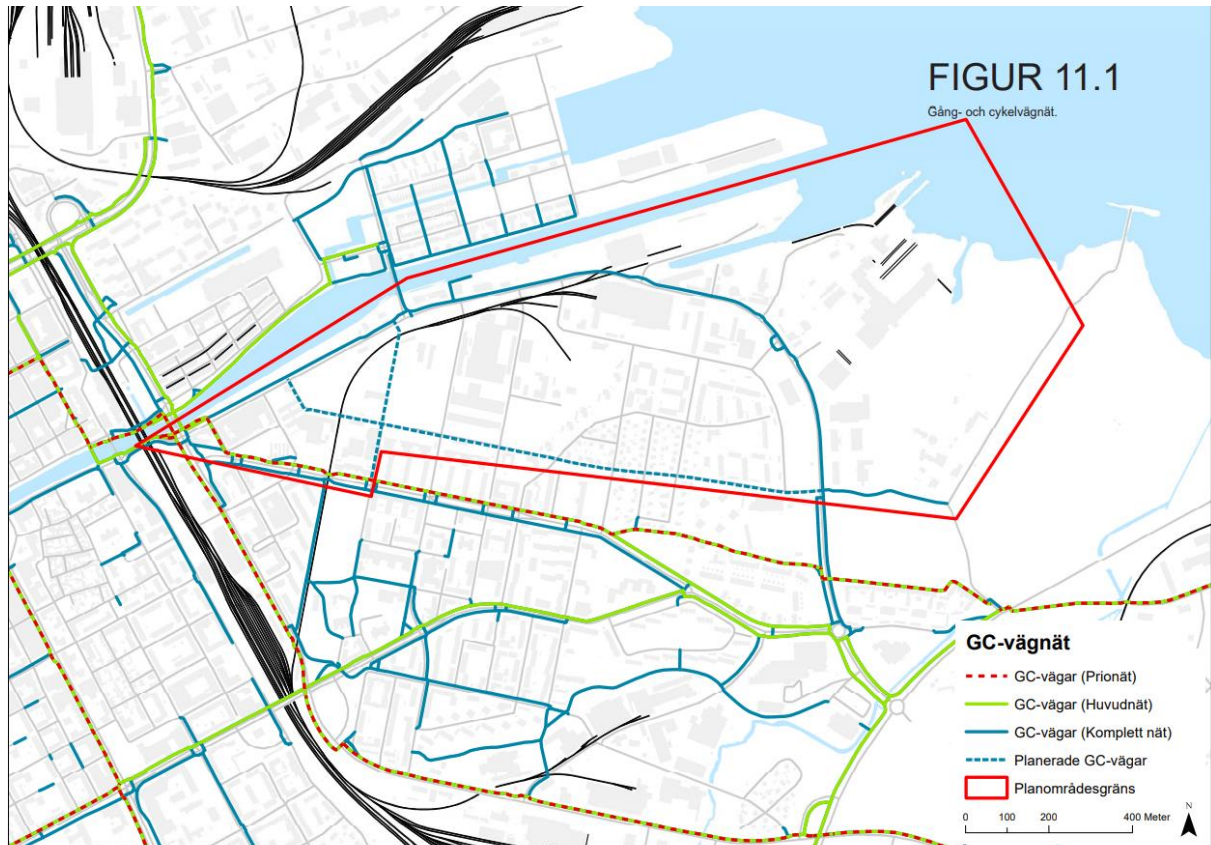 FIGUR 11.1
Gång- och cykelvägnät.
GC-vägnät
GC-vägar (Prionät)
GC-vägar (Huvudnät)
GC-vägar (Komplett nät)
Planerade GC-vägar
Planområdesgräns
0 100 200 400 Meter
N